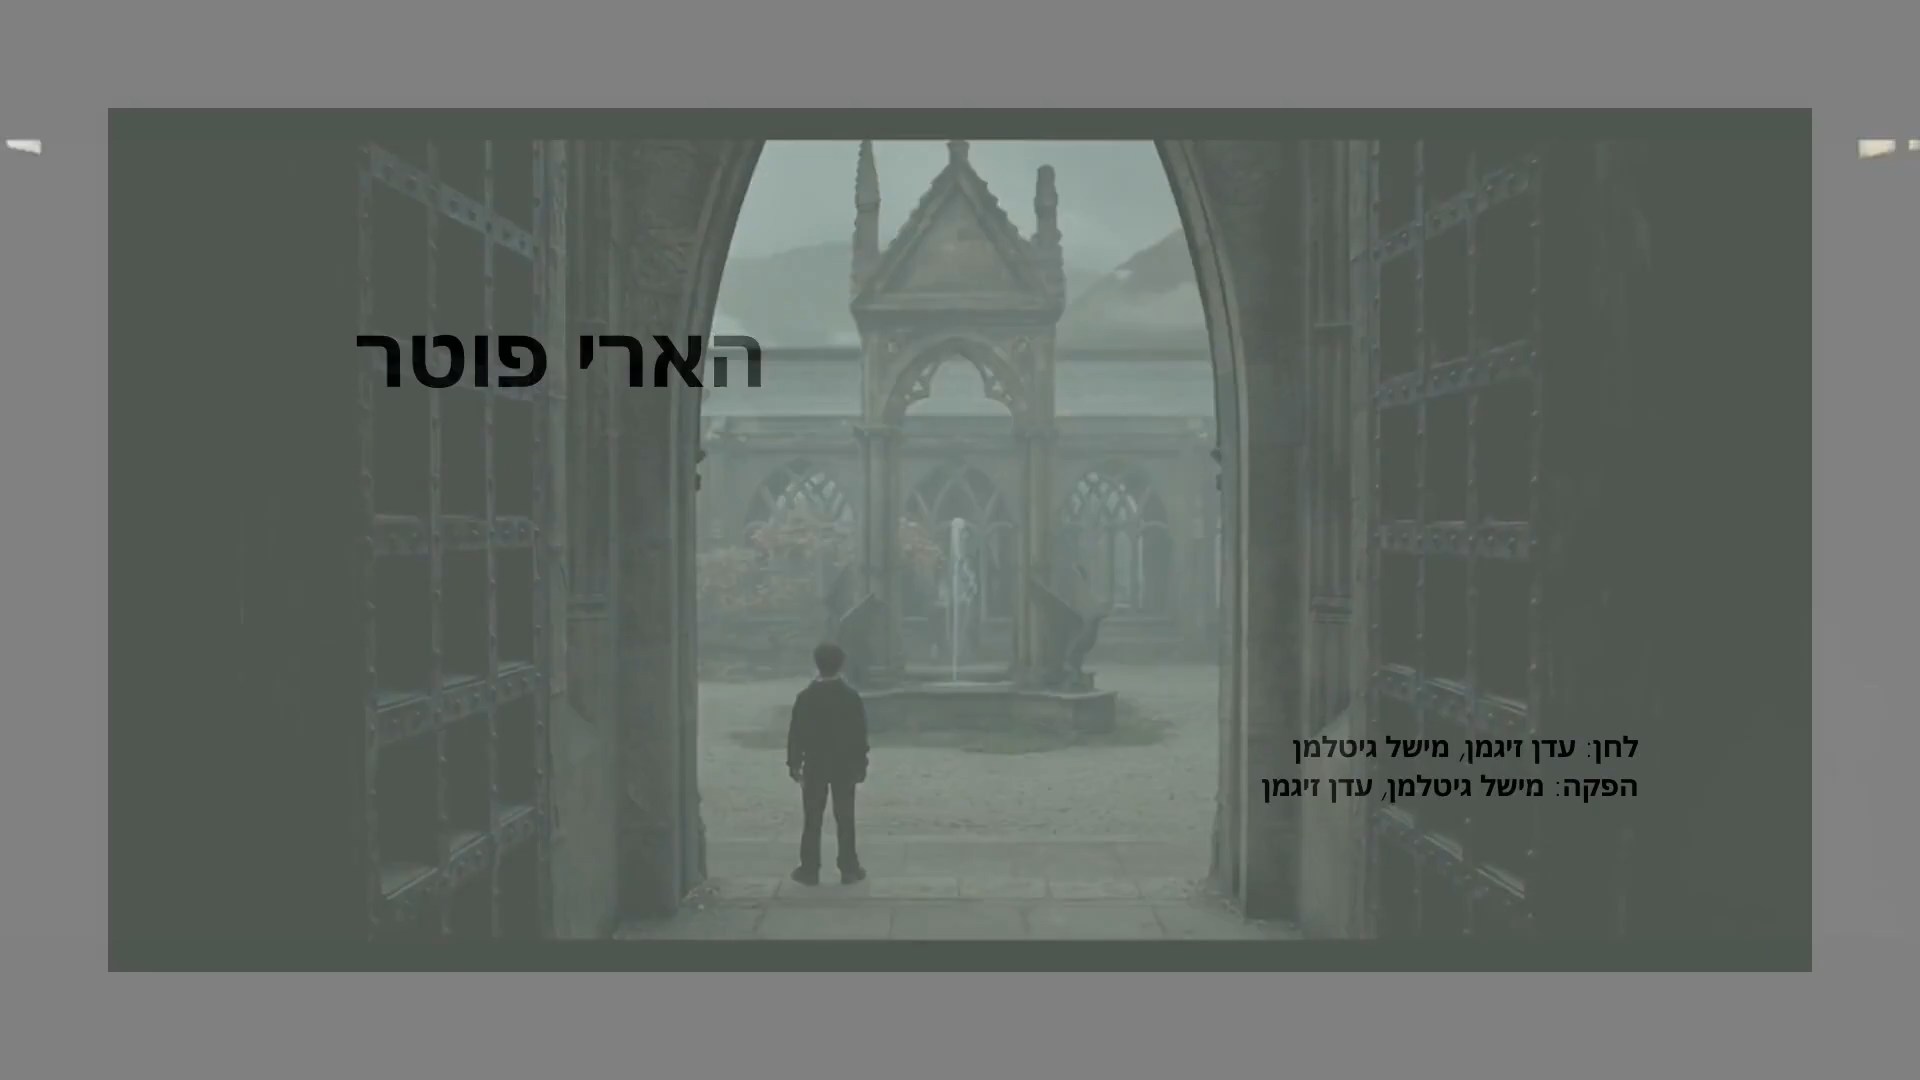 הארי פוטר
לחן: עדן זיגמן, מישל גיטלמן
הפקה: מישל גיטלמן, עדן זיגמן